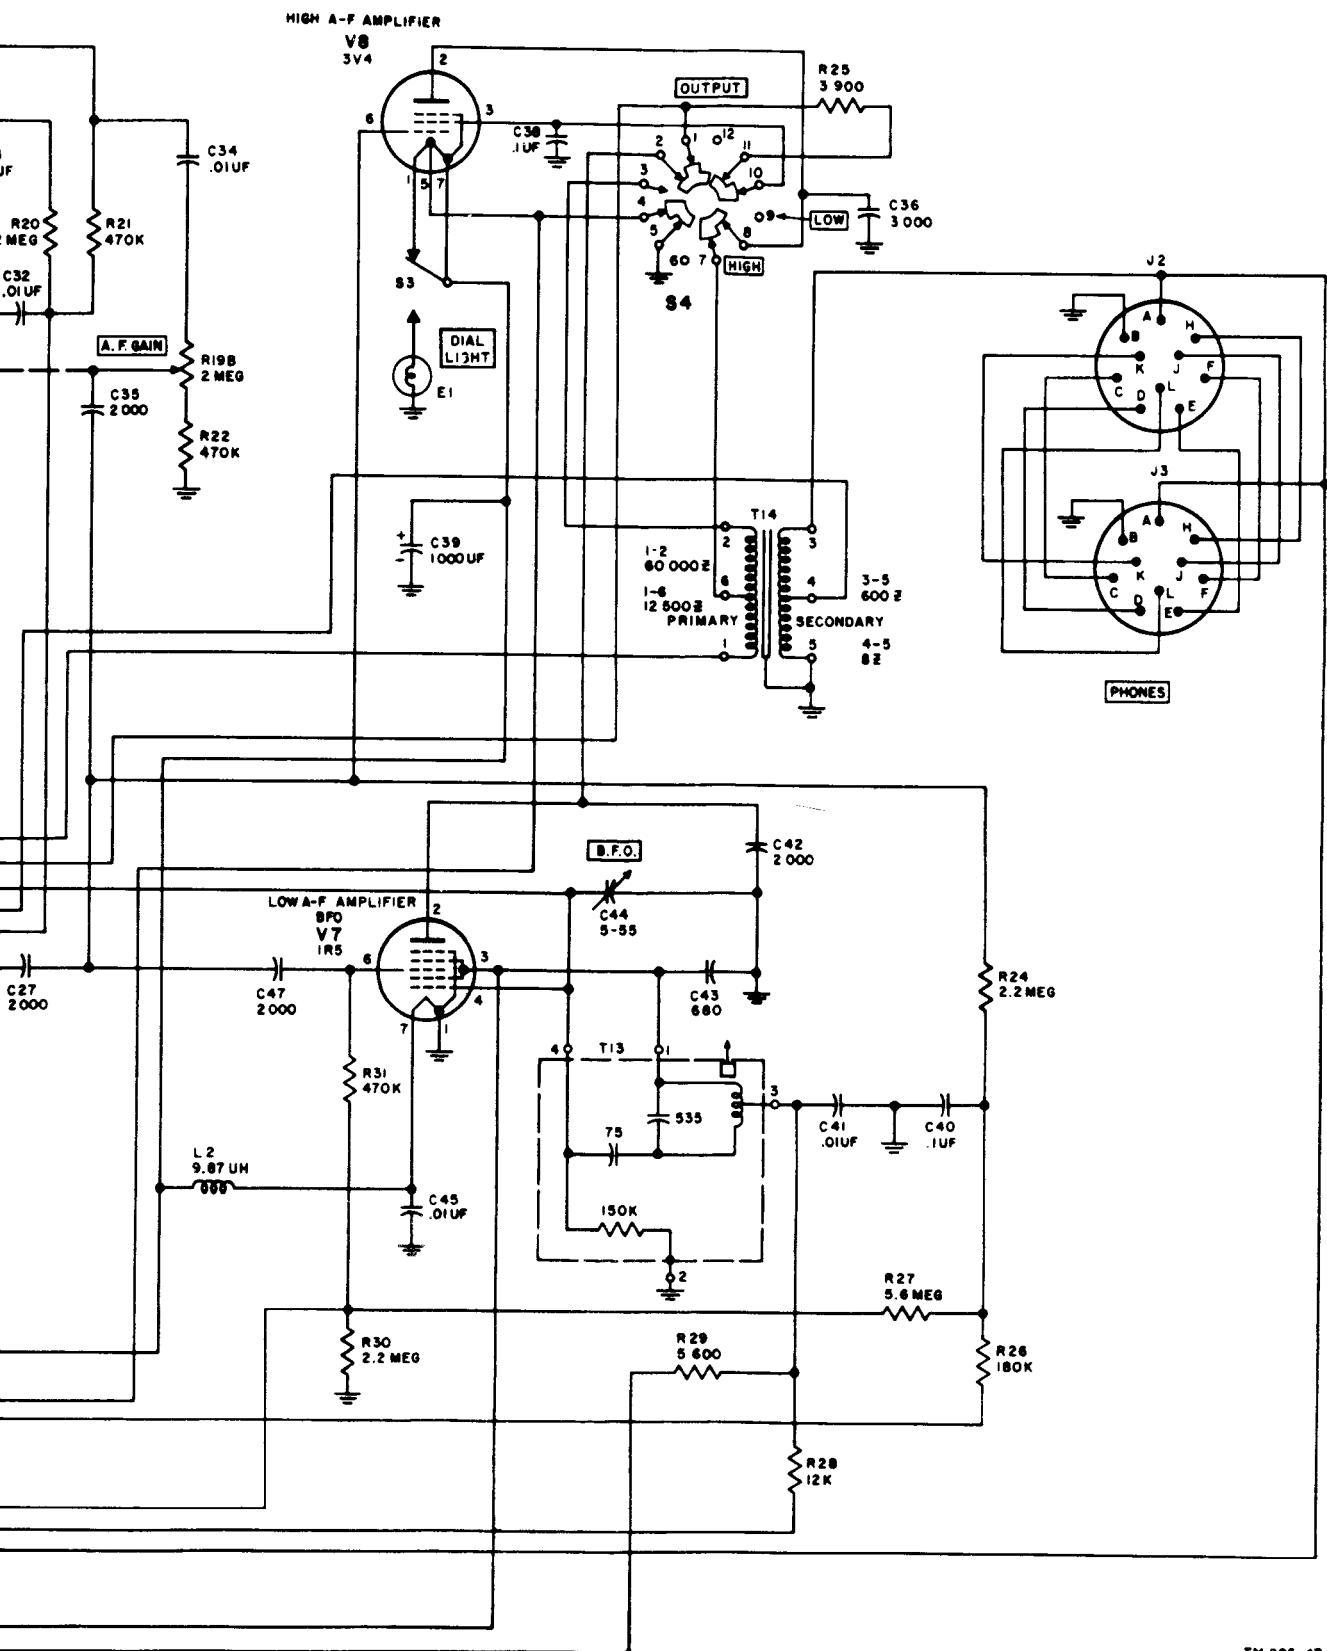 HIGH A-F AMPLIFIER
V8
3V4
2
6
3
1
5
7
C38
.1UF
OUTPUT
R25
3 900
1
12
2
11
3
10
4
9
LOW
5
8
6
7
HIGH
S4
C36
3 000
C34
.01UF
R20
MEG
R21
470K
C32
.01UF
S3
A.F. GAIN
R19B
2 MEG
DIAL
LIGHT
E1
C35
2 000
R22
470K
J2
A
B
H
K
J
F
C
L
D
E
J3
A
B
H
K
J
C
L
F
D
E
PHONES
C39
1000UF
+
-
T14
2
3
1-2
60 000 Z
6
4
3-5
600 Z
1-6
12 500 Z
PRIMARY
SECONDARY
1
5
4-5
8 Z
B.F.O.
C42
2 000
C44
5-55
LOW A-F AMPLIFIER
BFO
V7
1R5
2
6
3
4
7
1
C27
2 000
C47
2 000
C43
680
R24
2.2 MEG
R31
470K
4
T13
1
3
535
75
150K
2
C41
.01UF
C40
.1UF
L2
9.87 UH
C45
.01UF
R27
5.6 MEG
R30
2.2 MEG
R29
5 600
R26
180K
R28
12K